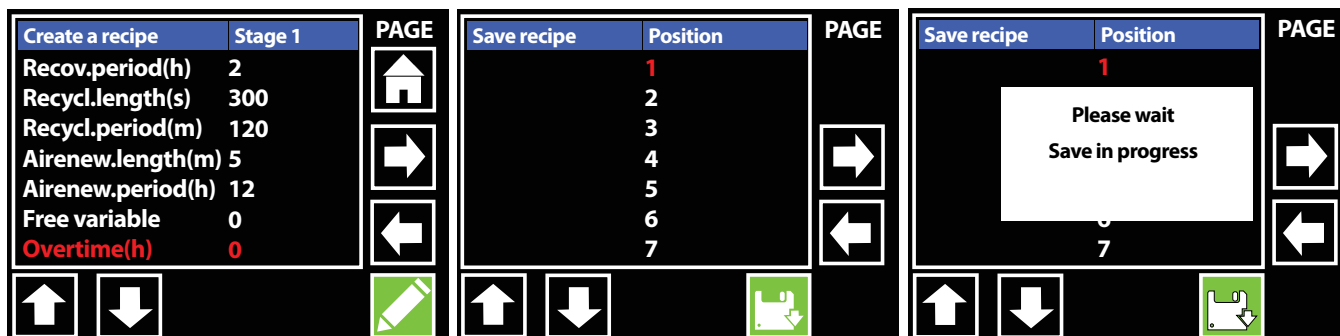 Create a recipe Stage 1 PAGE
Recov.period(h) 2
Recycl.length(s) 300
Recycl.period(m) 120
Airenew.length(m) 5
Airenew.period(h) 12
Free variable 0
Overtime(h) 0
Save recipe Position PAGE
1
2
3
4
5
6
7
Save recipe Position PAGE
1
Please wait
Save in progress
7